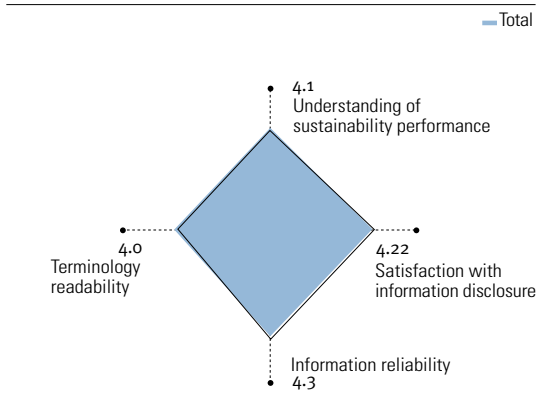 Total
4.1
Understanding of
sustainability performance
4.0
Terminology
readability
4.22
Satisfaction with
information disclosure
Information reliability
4.3